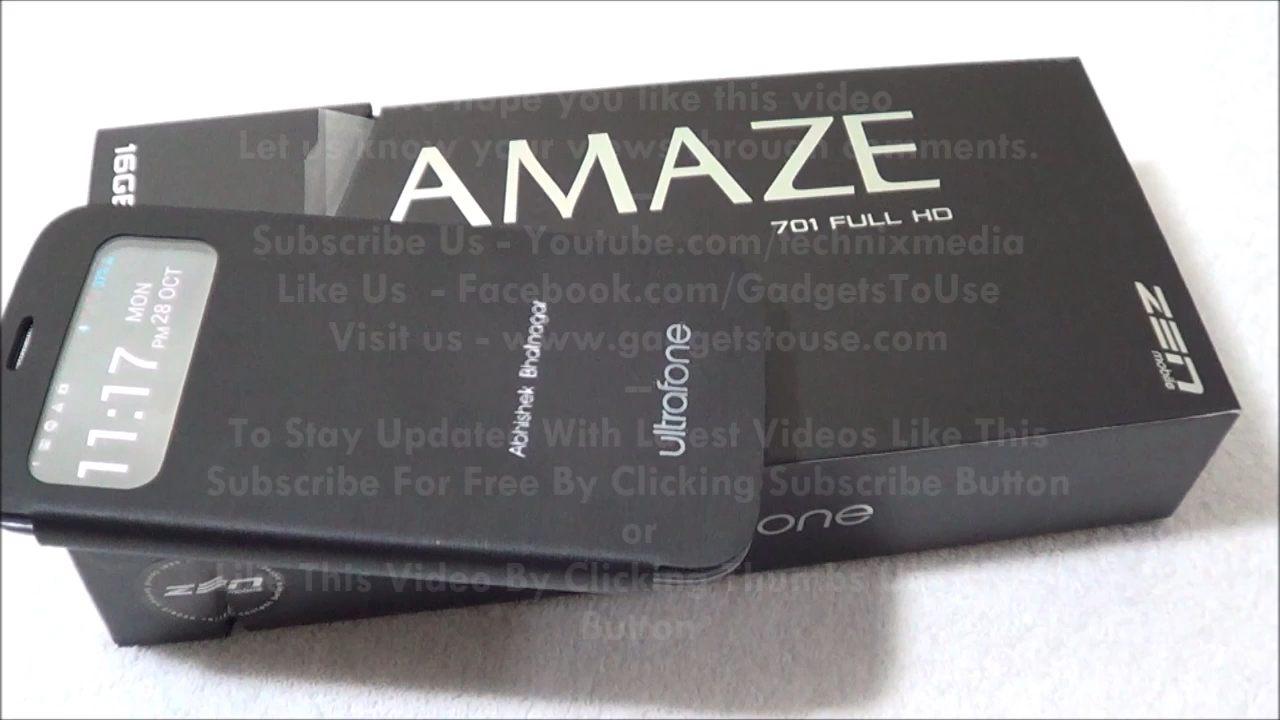 We hope you like this video
Let us know your views through comments.
Subscribe Us - Youtube.com/technixmedia
Like Us - Facebook.com/GadgetsToUse
Visit us - www.gadgetstouse.com
To Stay Updated With Latest Videos Like This
Subscribe For Free By Clicking Subscribe Button
or
Like This Video By Clicking Thumbs Up
Button
16GB
AMAZE
701 FULL HD
ZEN
mobile
MON
28 OCT
11:17 PM
Abhishek Bhatnagar
ultrafone
one
ZEN